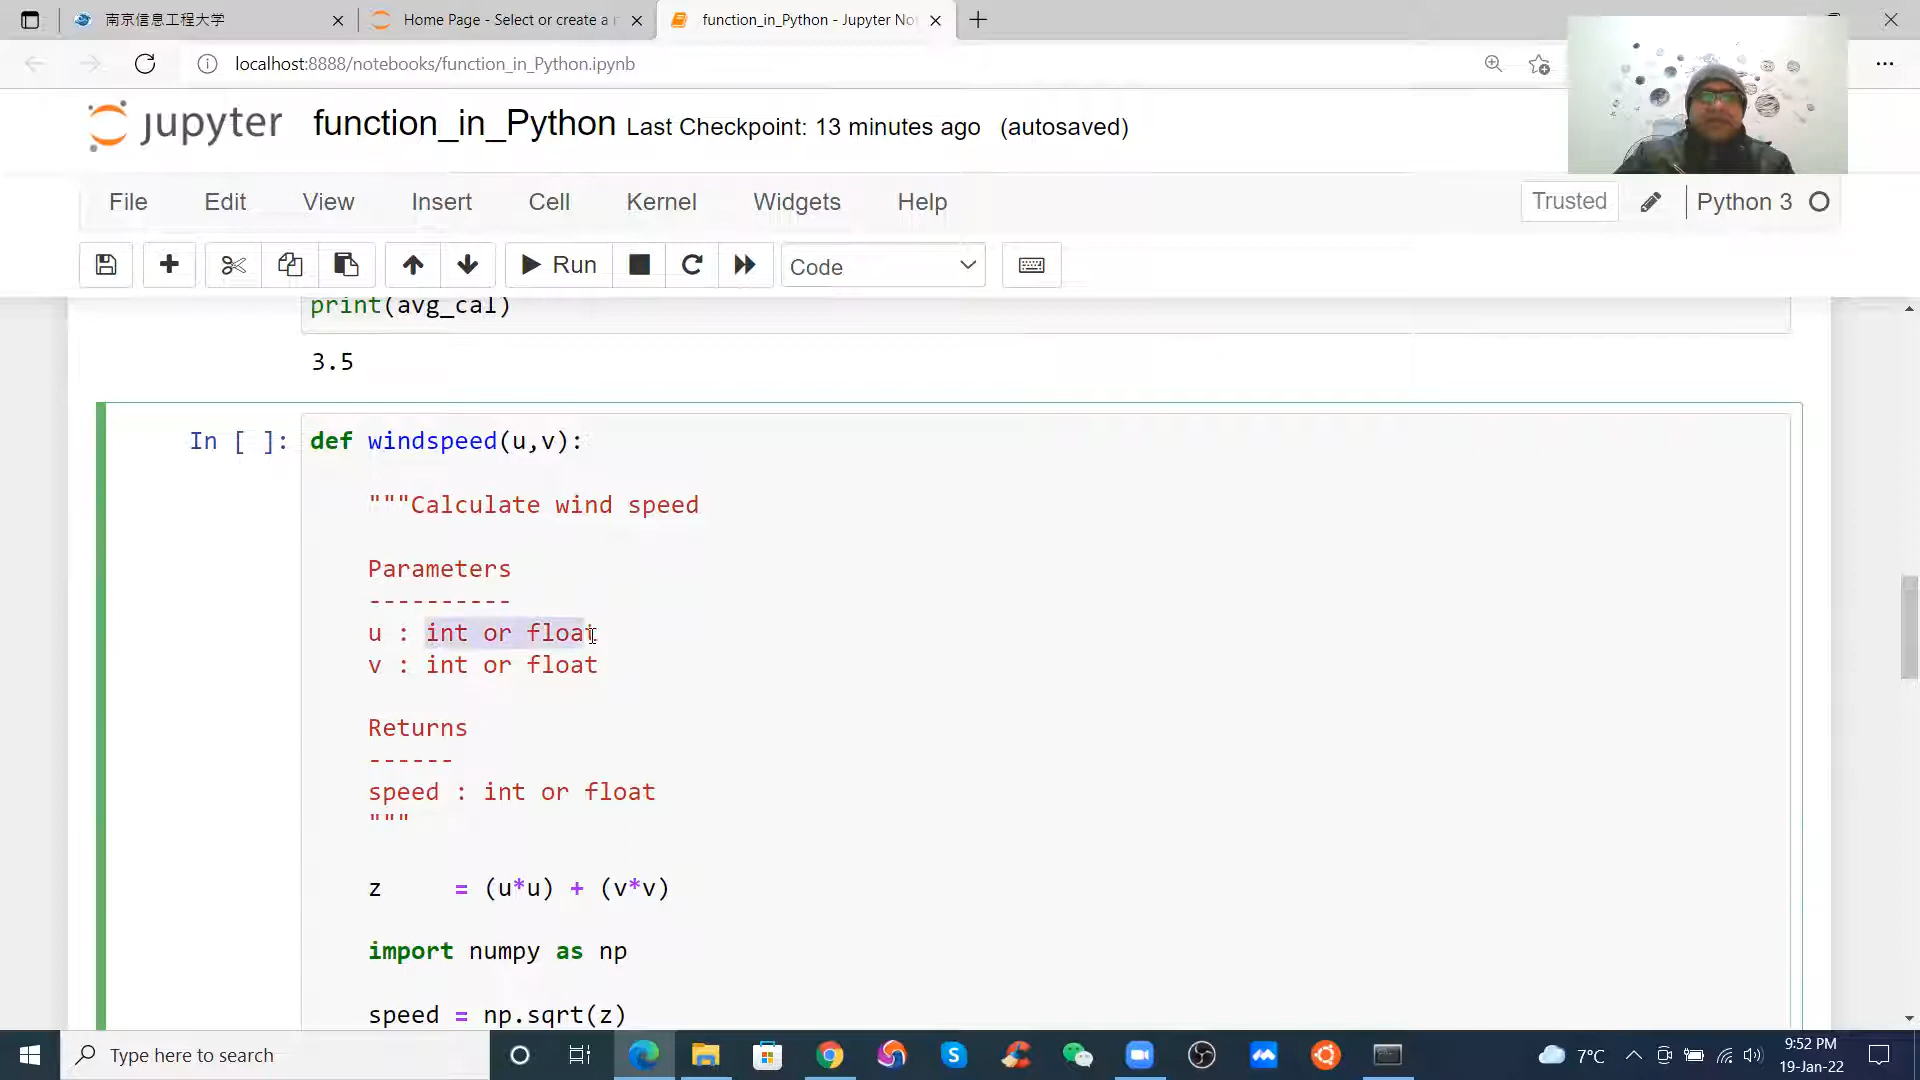 南京信息工程大学
Home Page - Select or create a
function_in_Python - Jupyter No
localhost:8888/notebooks/function_in_Python.ipynb
jupyter function_in_Python Last Checkpoint: 13 minutes ago (autosaved)
File Edit View Insert Cell Kernel Widgets Help Trusted Python 3
Run Code
print(avg_cal)
3.5
In [ ]: def windspeed(u,v):
"""Calculate wind speed
Parameters
----------
u : int or float
v : int or float
Returns
------
speed : int or float
"""
z = (u*u) + (v*v)
import numpy as np
speed = np.sqrt(z)
Type here to search
7°C
9:52 PM
19-Jan-22